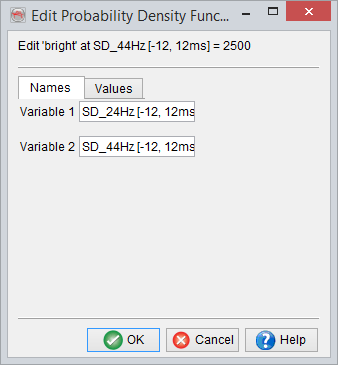 Edit Probability Density Func...
Edit 'bright' at SD_44Hz [-12, 12ms] = 2500
Names Values
Variable 1 SD_24Hz [-12, 12ms
Variable 2 SD_44Hz [-12, 12ms
OK Cancel Help